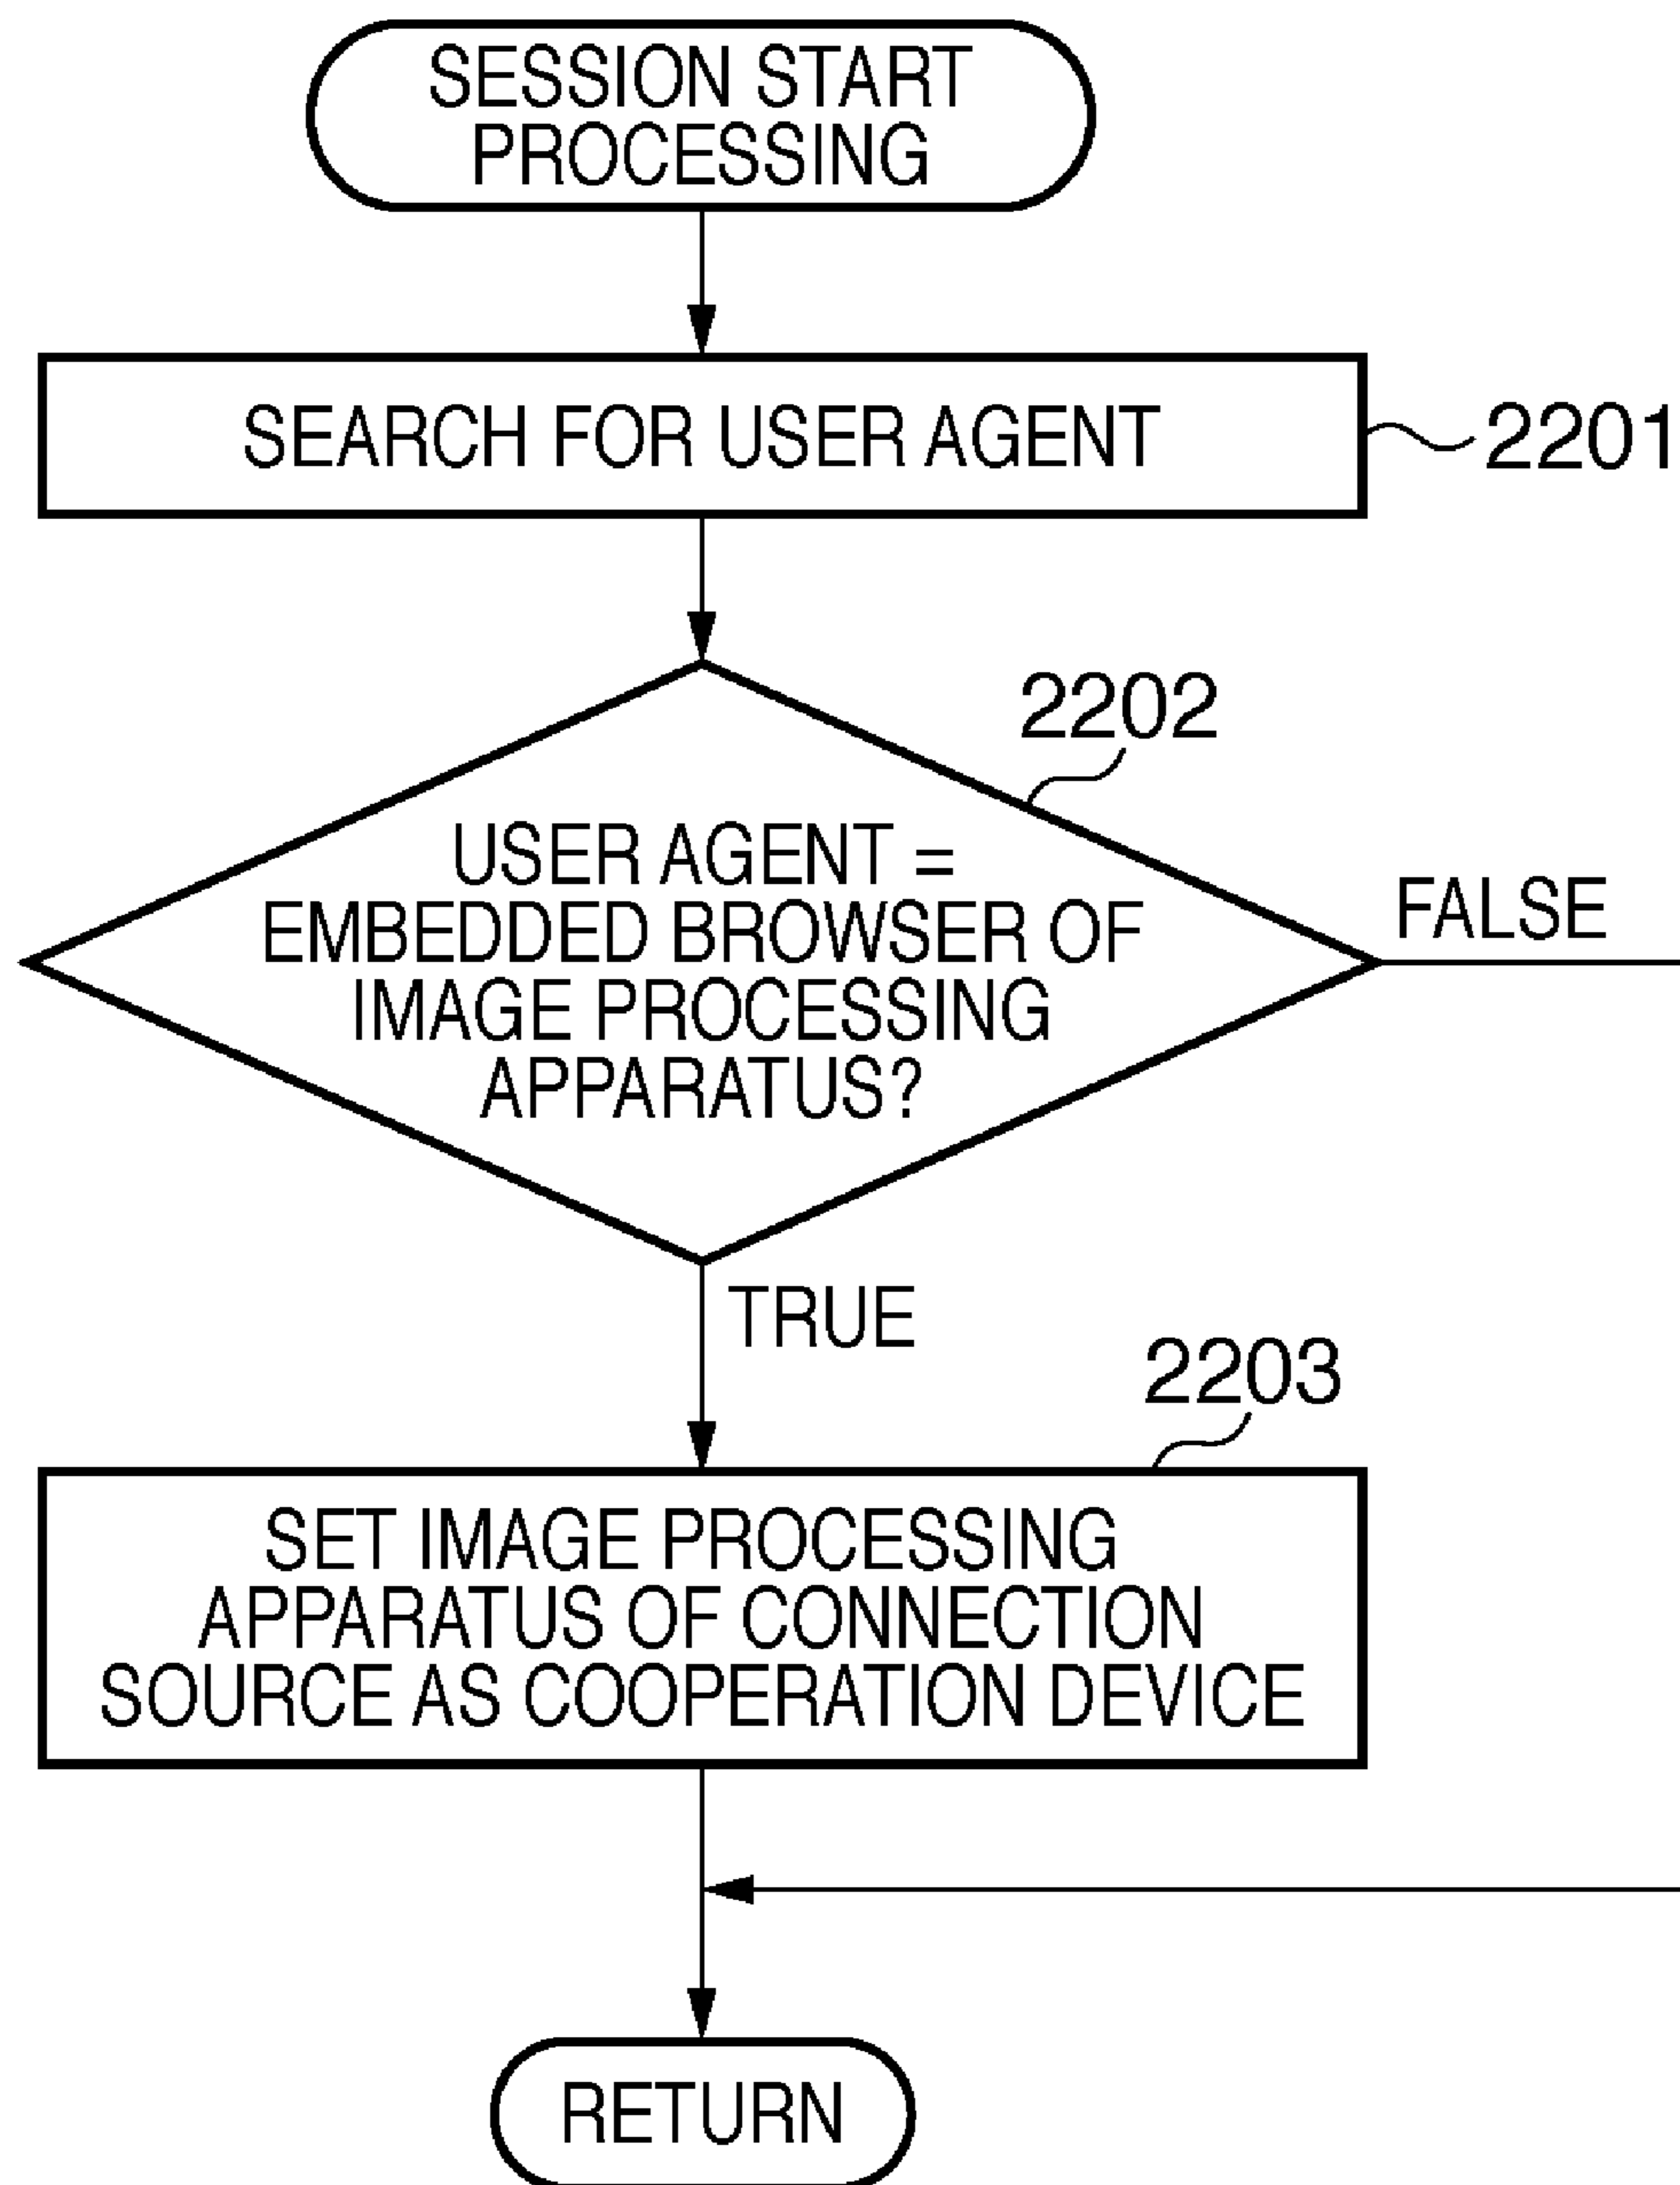 SESSION START
PROCESSING
SEARCH FOR USER AGENT
2201
2202
USER AGENT =
EMBEDDED BROWSER OF
IMAGE PROCESSING
APPARATUS?
FALSE
TRUE
2203
SET IMAGE PROCESSING
APPARATUS OF CONNECTION
SOURCE AS COOPERATION DEVICE
RETURN